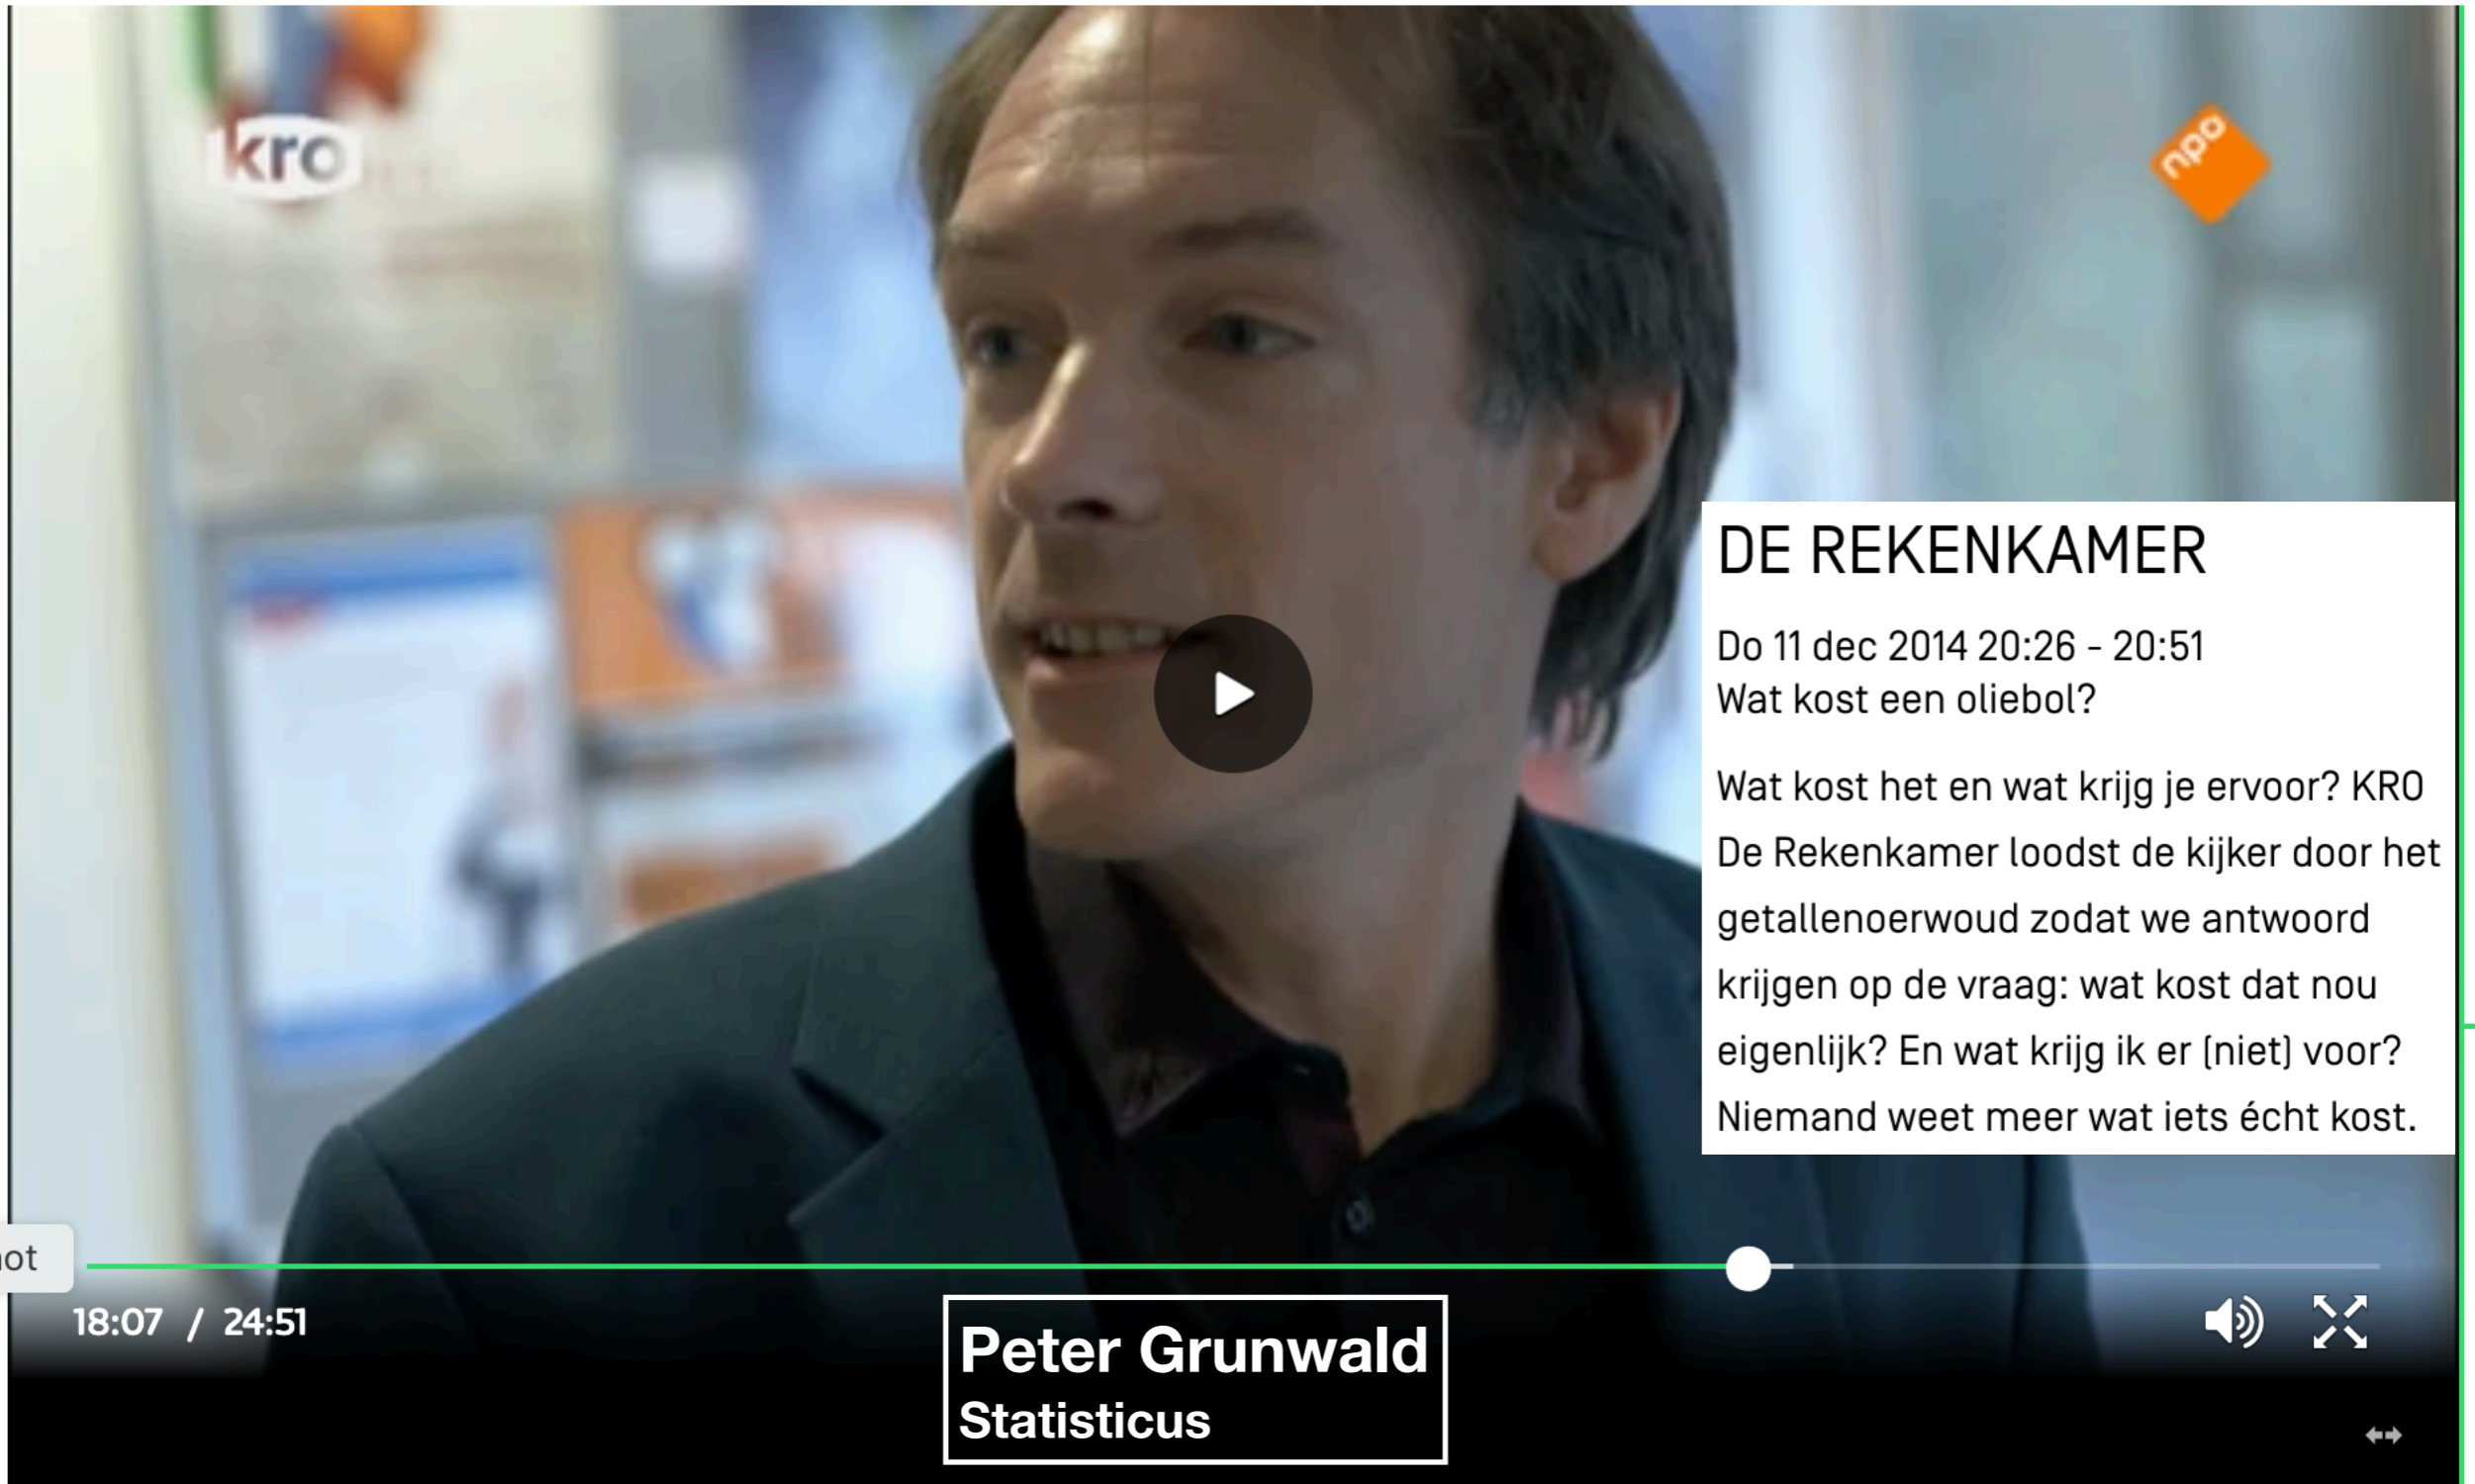 kro
npo
DE REKENKAMER
Do 11 dec 2014 20:26 - 20:51
Wat kost een oliebol?
Wat kost het en wat krijg je ervoor? KRO
De Rekenkamer loodst de kijker door het
getallenoerwoud zodat we antwoord
krijgen op de vraag: wat kost dat nou
eigenlijk? En wat krijg ik er (niet) voor?
Niemand weet meer wat iets écht kost.
ot
18:07 / 24:51
Peter Grunwald
Statisticus